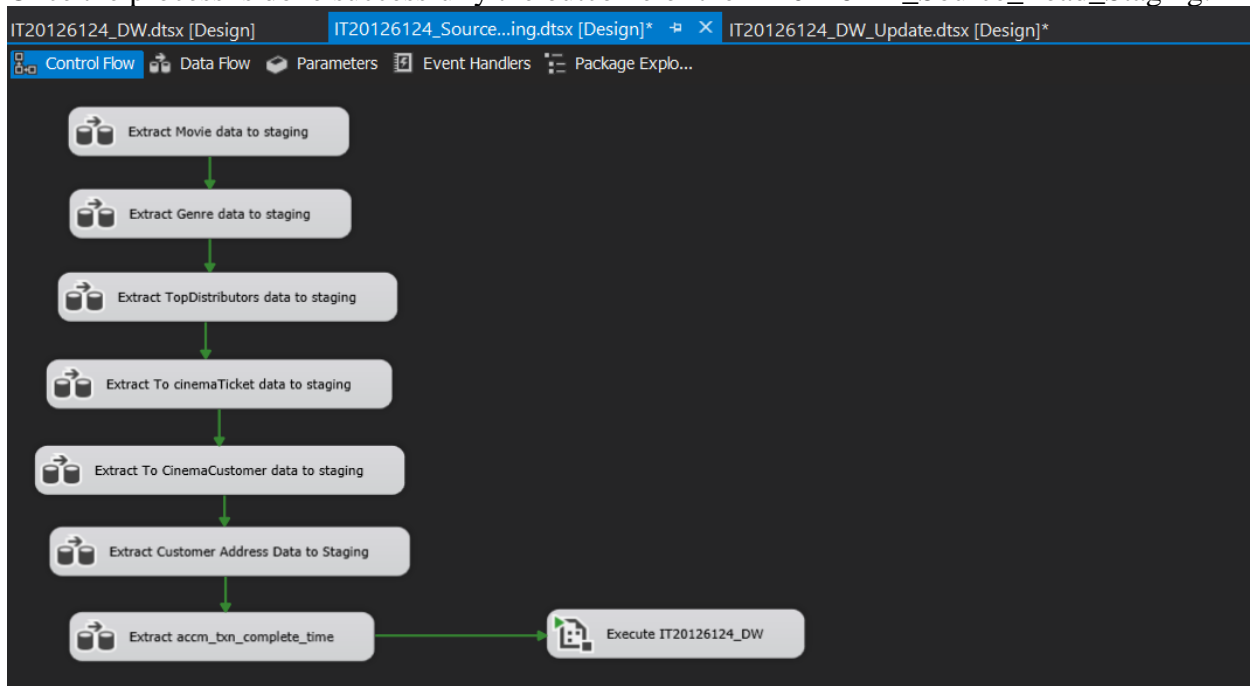 IT20126124_DW.dtsx [Design] IT20126124_Source...ing.dtsx [Design]* IT20126124_DW_Update.dtsx [Design]*
Control Flow Data Flow Parameters Event Handlers Package Explo...
Extract Movie data to staging
Extract Genre data to staging
Extract TopDistributors data to staging
Extract To cinemaTicket data to staging
Extract To CinemaCustomer data to staging
Extract Customer Address Data to Staging
Extract accm_txn_complete_time Execute IT20126124_DW